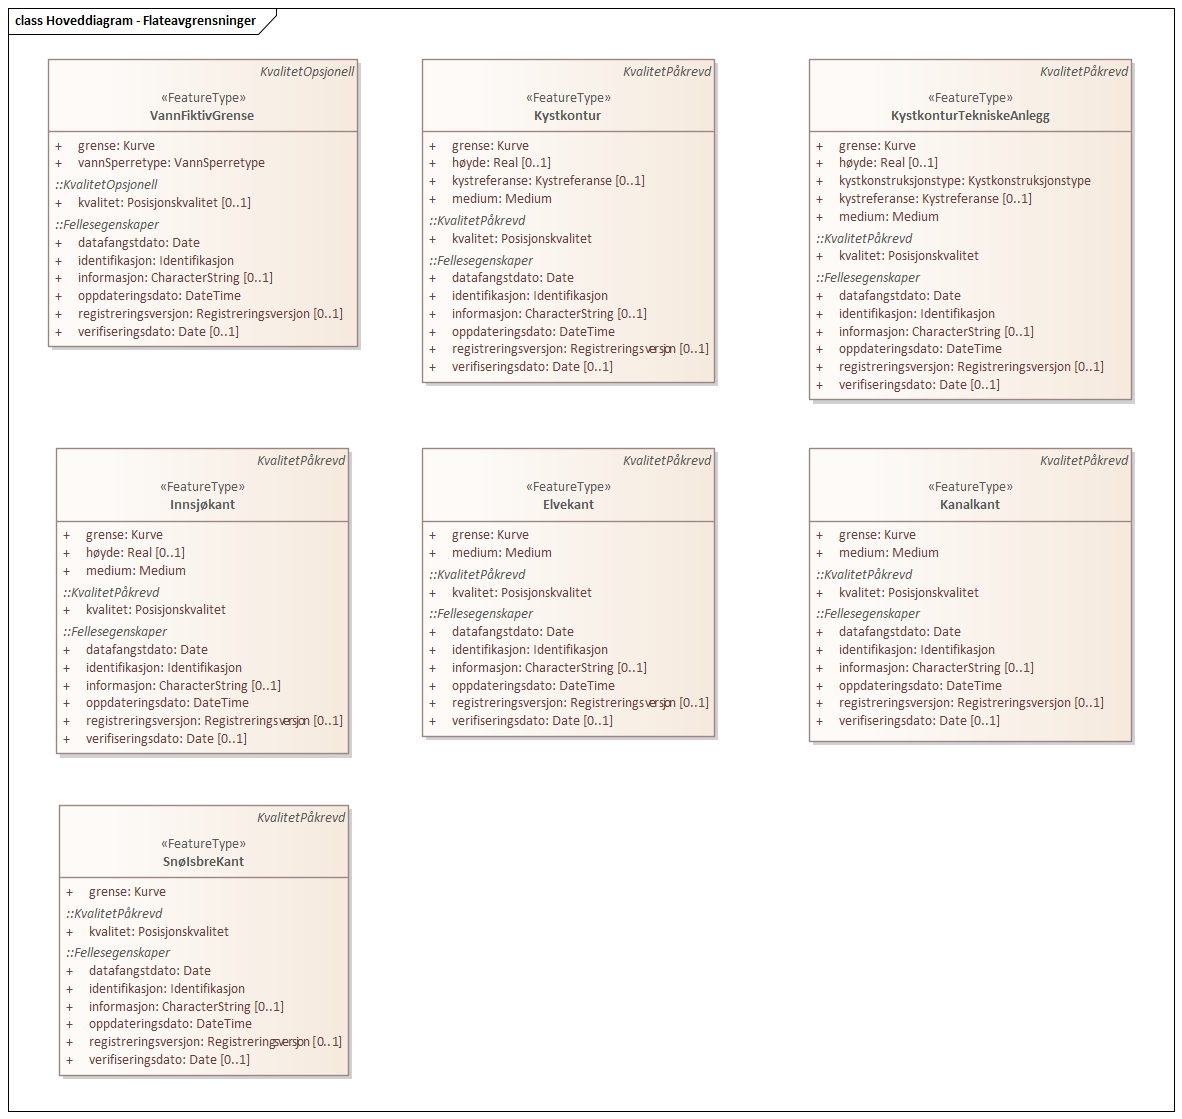 class Hoveddiagram - Flateavgrensninger
KvalitetOpsjonell
«FeatureType»
VannFiktivGrense
+ grense: Kurve
+ vannSperretype: VannSperretype
::KvalitetOpsjonell
+ kvalitet: Posisjonskvalitet [0..1]
::Fellesegenskaper
+ datafangstdato: Date
+ identifikasjon: Identifikasjon
+ informasjon: CharacterString [0..1]
+ oppdateringsdato: DateTime
+ registreringsversjon: Registreringsversjon [0..1]
+ verifiseringsdato: Date [0..1]
KvalitetPåkrevd
«FeatureType»
Kystkontur
+ grense: Kurve
+ høyde: Real [0..1]
+ kystreferanse: Kystreferanse [0..1]
+ medium: Medium
::KvalitetPåkrevd
+ kvalitet: Posisjonskvalitet
::Fellesegenskaper
+ datafangstdato: Date
+ identifikasjon: Identifikasjon
+ informasjon: CharacterString [0..1]
+ oppdateringsdato: DateTime
+ registreringsversjon: Registreringsversjon [0..1]
+ verifiseringsdato: Date [0..1]
KvalitetPåkrevd
«FeatureType»
KystkonturTekniskeAnlegg
+ grense: Kurve
+ høyde: Real [0..1]
+ kystkonstruksjonstype: Kystkonstruksjonstype
+ kystreferanse: Kystreferanse [0..1]
+ medium: Medium
::KvalitetPåkrevd
+ kvalitet: Posisjonskvalitet
::Fellesegenskaper
+ datafangstdato: Date
+ identifikasjon: Identifikasjon
+ informasjon: CharacterString [0..1]
+ oppdateringsdato: DateTime
+ registreringsversjon: Registreringsversjon [0..1]
+ verifiseringsdato: Date [0..1]
KvalitetPåkrevd
«FeatureType»
Innsjøkant
+ grense: Kurve
+ høyde: Real [0..1]
+ medium: Medium
::KvalitetPåkrevd
+ kvalitet: Posisjonskvalitet
::Fellesegenskaper
+ datafangstdato: Date
+ identifikasjon: Identifikasjon
+ informasjon: CharacterString [0..1]
+ oppdateringsdato: DateTime
+ registreringsversjon: Registreringsversjon [0..1]
+ verifiseringsdato: Date [0..1]
KvalitetPåkrevd
«FeatureType»
Elvekant
+ grense: Kurve
+ medium: Medium
::KvalitetPåkrevd
+ kvalitet: Posisjonskvalitet
::Fellesegenskaper
+ datafangstdato: Date
+ identifikasjon: Identifikasjon
+ informasjon: CharacterString [0..1]
+ oppdateringsdato: DateTime
+ registreringsversjon: Registreringsversjon [0..1]
+ verifiseringsdato: Date [0..1]
KvalitetPåkrevd
«FeatureType»
Kanalkant
+ grense: Kurve
+ medium: Medium
::KvalitetPåkrevd
+ kvalitet: Posisjonskvalitet
::Fellesegenskaper
+ datafangstdato: Date
+ identifikasjon: Identifikasjon
+ informasjon: CharacterString [0..1]
+ oppdateringsdato: DateTime
+ registreringsversjon: Registreringsversjon [0..1]
+ verifiseringsdato: Date [0..1]
KvalitetPåkrevd
«FeatureType»
SnøIsbreKant
+ grense: Kurve
::KvalitetPåkrevd
+ kvalitet: Posisjonskvalitet
::Fellesegenskaper
+ datafangstdato: Date
+ identifikasjon: Identifikasjon
+ informasjon: CharacterString [0..1]
+ oppdateringsdato: DateTime
+ registreringsversjon: Registreringsversjon [0..1]
+ verifiseringsdato: Date [0..1]